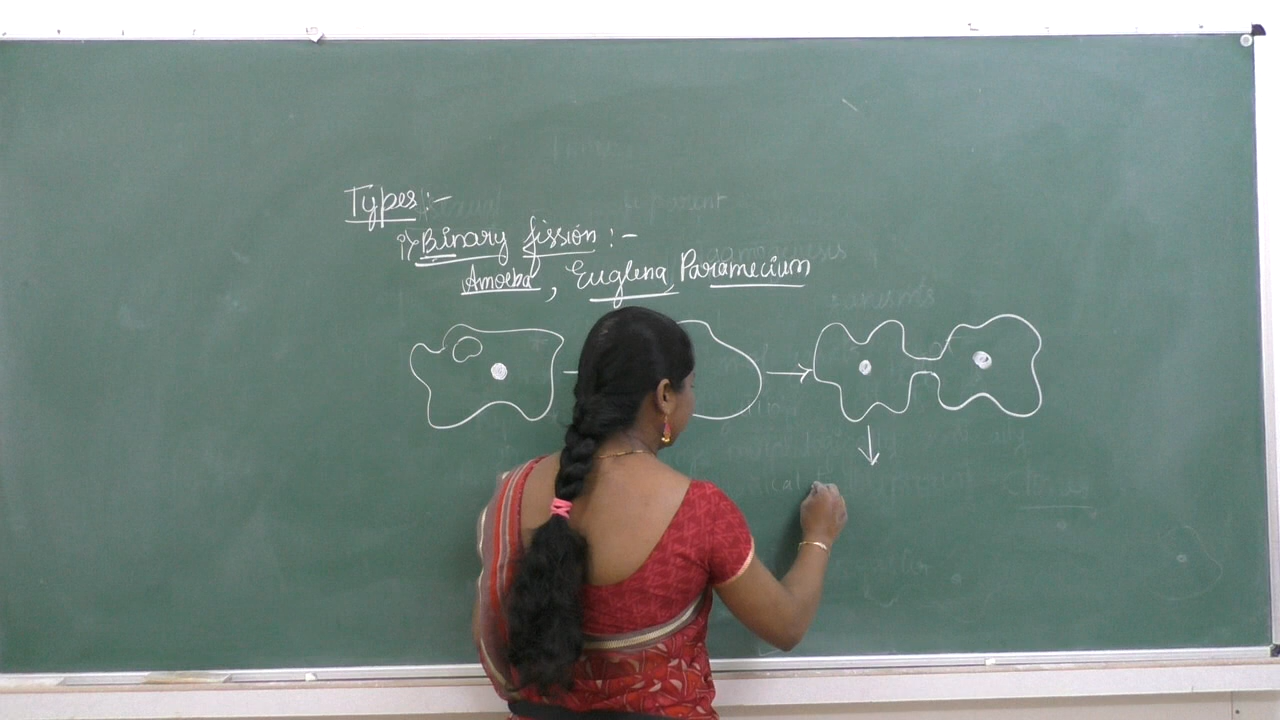 Types :-
i) Binary fission :-
Amoeba, Euglena, Paramecium